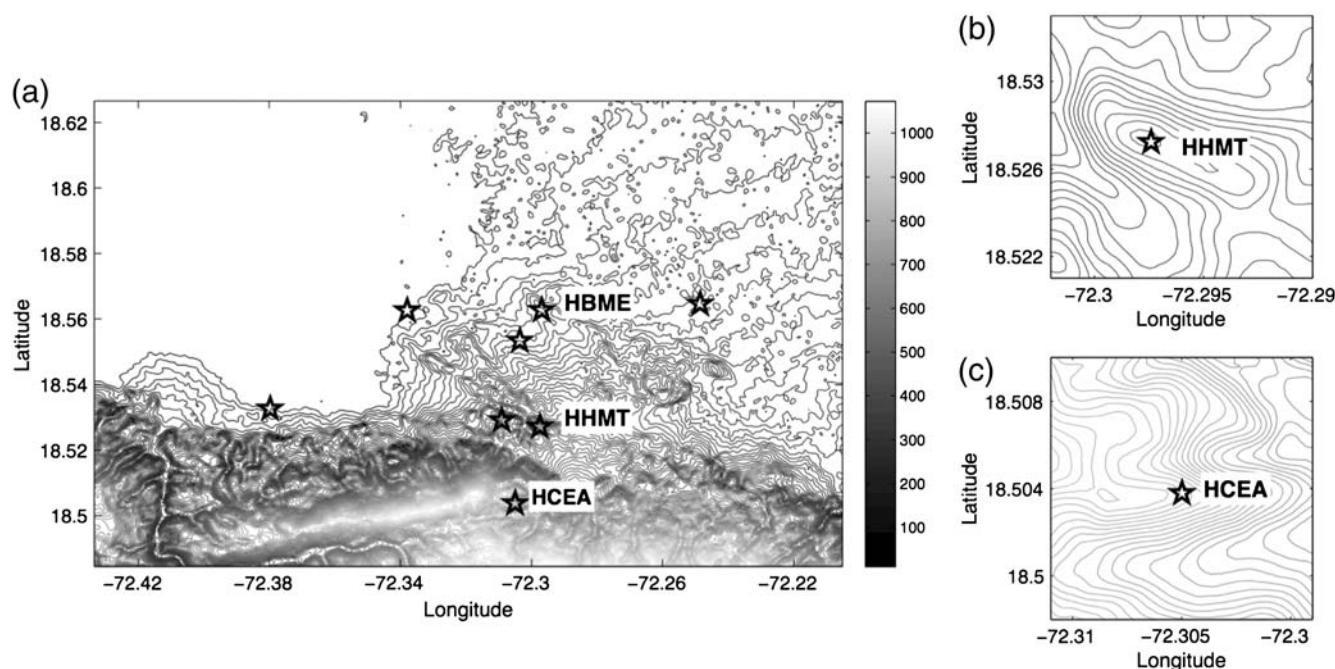 (a)
18.62
18.6
18.58
18.56
18.54
18.52
18.5
Latitude
−72.42
−72.38
−72.34
−72.3
−72.26
−72.22
Longitude
HBME
HHMT
HCEA
1000
900
800
700
600
500
400
300
200
100
(b)
18.53
18.526
18.522
Latitude
HHMT
−72.3
−72.295
−72.29
Longitude
(c)
18.508
18.504
18.5
Latitude
HCEA
−72.31
−72.305
−72.3
Longitude